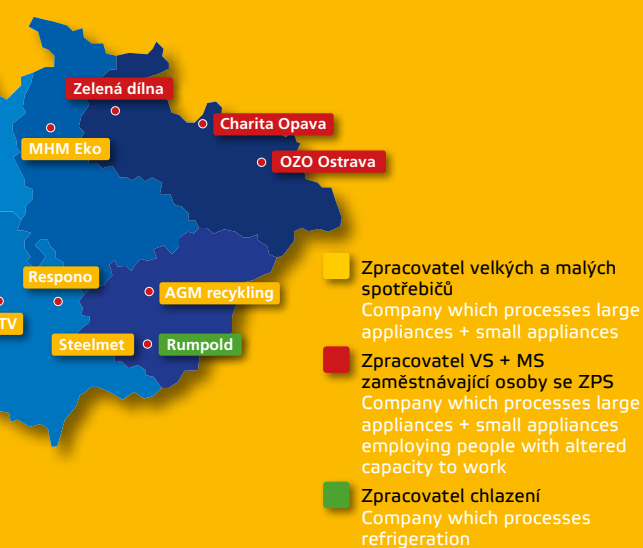 Zelená dílna
Charita Opava
MHM Eko
OZO Ostrava
Respono
AGM recykling
TV
Steelmet
Rumpold
Zpracovatel velkých a malých
spotřebičů
Company which processes large
appliances + small appliances
Zpracovatel VS + MS
zaměstnávající osoby se ZPS
Company which processes large
appliances + small appliances
employing people with altered
capacity to work
Zpracovatel chlazení
Company which processes
refrigeration